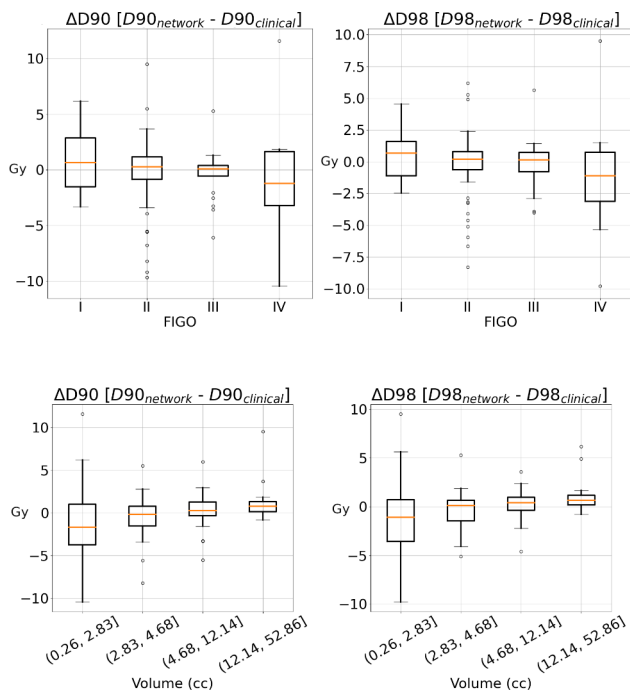 ΔD90 [D90network - D90clinical]
10
5
Gy 0
−5
−10
I II III IV
FIGO
ΔD98 [D98network - D98clinical]
10.0
7.5
5.0
2.5
Gy 0.0
−2.5
−5.0
−7.5
−10.0
I II III IV
FIGO
ΔD90 [D90network - D90clinical]
10
5
Gy 0
−5
−10
(0.26, 2.83] (2.83, 4.68] (4.68, 12.14] (12.14, 52.86]
Volume (cc)
ΔD98 [D98network - D98clinical]
10
5
Gy 0
−5
−10
(0.26, 2.83] (2.83, 4.68] (4.68, 12.14] (12.14, 52.86]
Volume (cc)